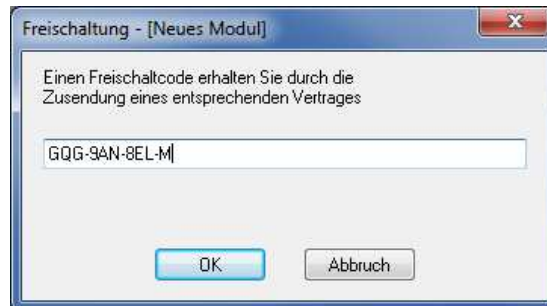 Freischaltung - [Neues Modul]
Einen Freischaltcode erhalten Sie durch die
Zusendung eines entsprechenden Vertrages
GQG-9AN-8EL-M
OK
Abbruch